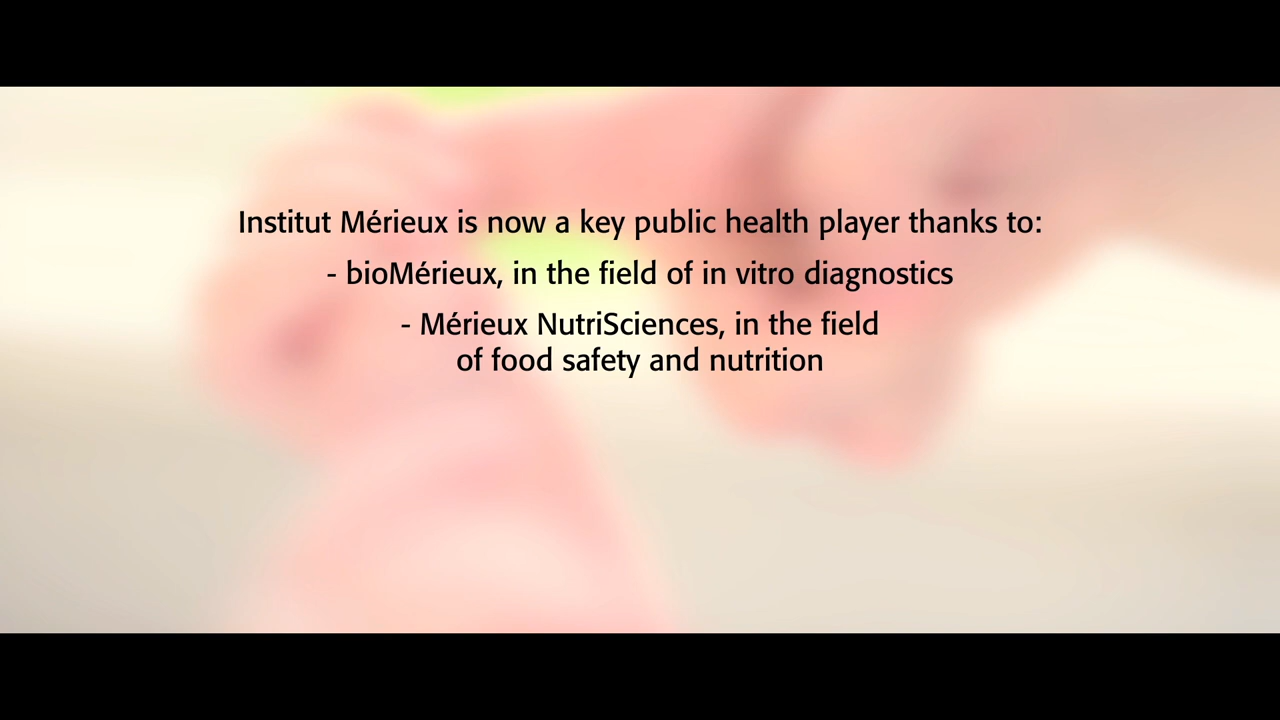 Institut Mérieux is now a key public health player thanks to:
- bioMérieux, in the field of in vitro diagnostics
- Mérieux NutriSciences, in the field
of food safety and nutrition